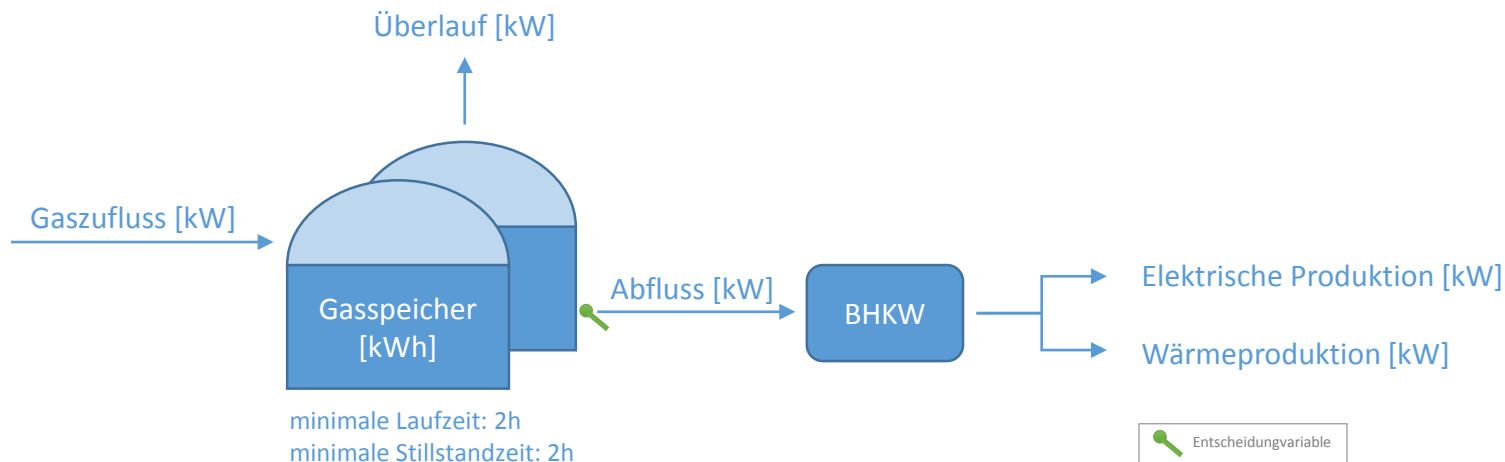 Überlauf [kW]
Gaszufluss [kW]
Gasspeicher
[kWh]
Abfluss [kW]
BHKW
Elektrische Produktion [kW]
Wärmeproduktion [kW]
minimale Laufzeit: 2h
minimale Stillstandzeit: 2h
Entscheidungvariable